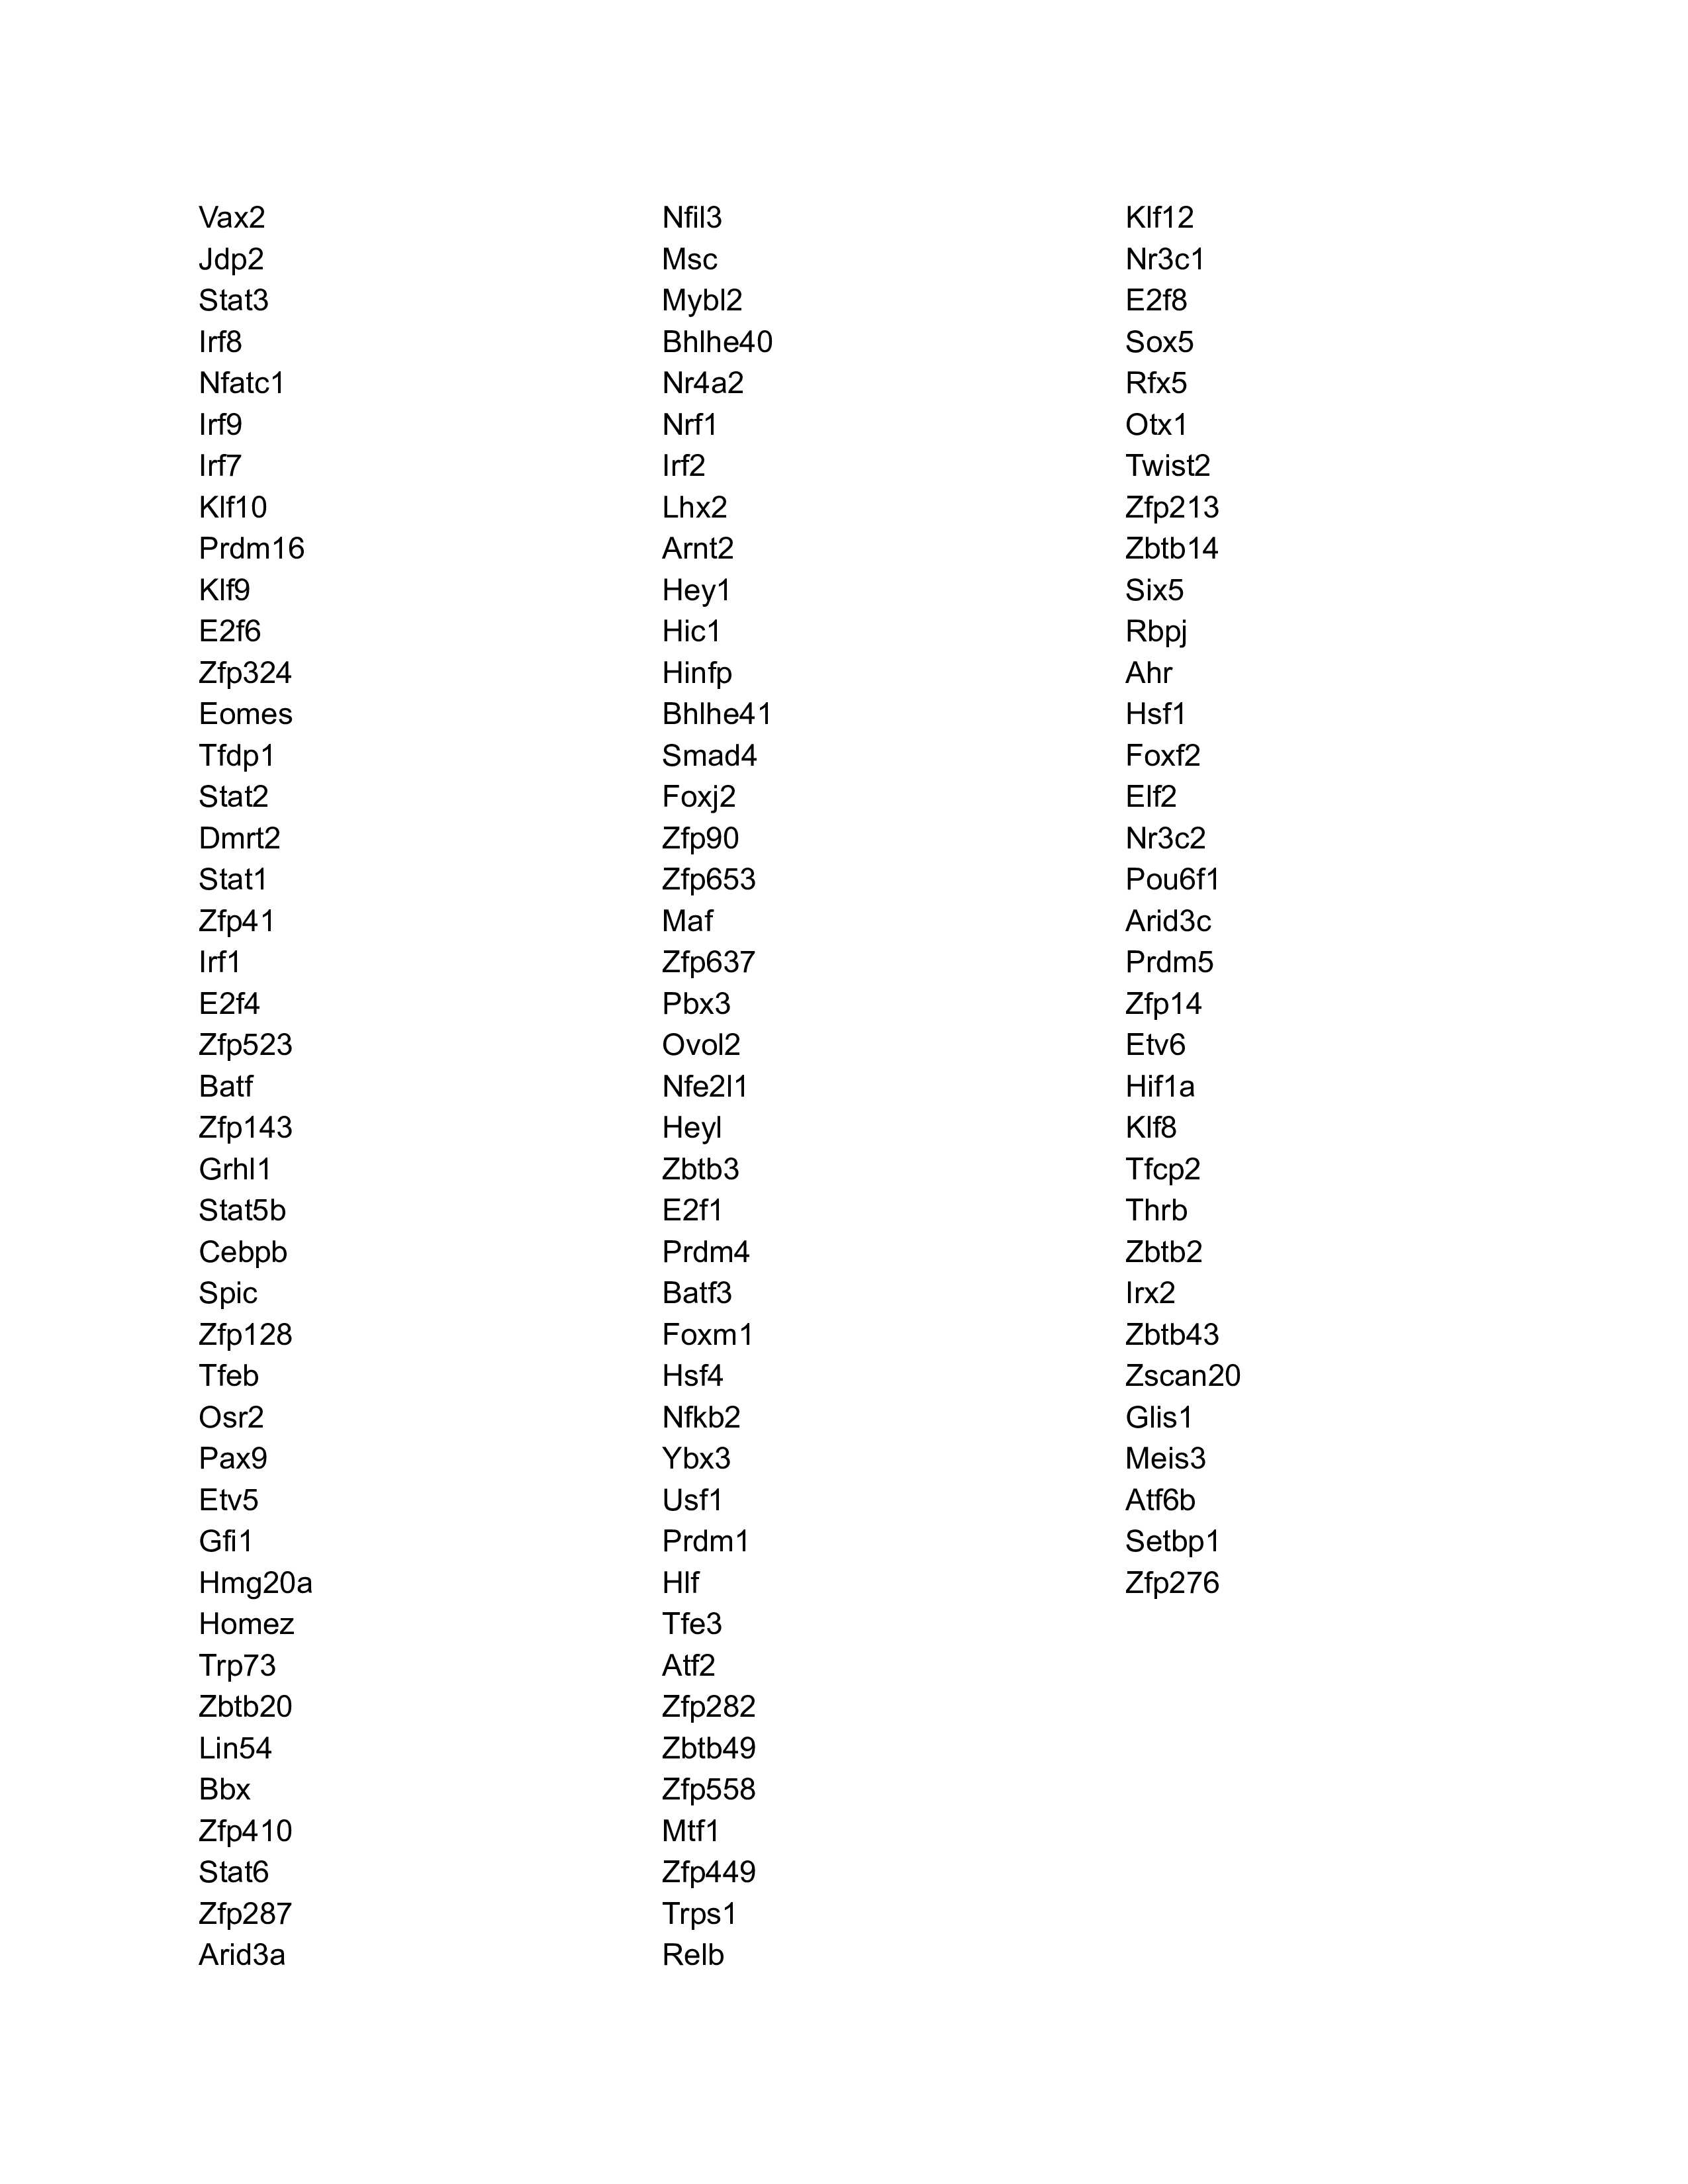 Vax2
Jdp2
Stat3
Irf8
Nfatc1
Irf9
Irf7
Klf10
Prdm16
Klf9
E2f6
Zfp324
Eomes
Tfdp1
Stat2
Dmrt2
Stat1
Zfp41
Irf1
E2f4
Zfp523
Batf
Zfp143
Grhl1
Stat5b
Cebpb
Spic
Zfp128
Tfeb
Osr2
Pax9
Etv5
Gfi1
Hmg20a
Homez
Trp73
Zbtb20
Lin54
Bbx
Zfp410
Stat6
Zfp287
Arid3a
Nfil3
Msc
Mybl2
Bhlhe40
Nr4a2
Nrf1
Irf2
Lhx2
Arnt2
Hey1
Hic1
Hinfp
Bhlhe41
Smad4
Foxj2
Zfp90
Zfp653
Maf
Zfp637
Pbx3
Ovol2
Nfe2l1
Heyl
Zbtb3
E2f1
Prdm4
Batf3
Foxm1
Hsf4
Nfkb2
Ybx3
Usf1
Prdm1
Hlf
Tfe3
Atf2
Zfp282
Zbtb49
Zfp558
Mtf1
Zfp449
Trps1
Relb
Klf12
Nr3c1
E2f8
Sox5
Rfx5
Otx1
Twist2
Zfp213
Zbtb14
Six5
Rbpj
Ahr
Hsf1
Foxf2
Elf2
Nr3c2
Pou6f1
Arid3c
Prdm5
Zfp14
Etv6
Hif1a
Klf8
Tfcp2
Thrb
Zbtb2
Irx2
Zbtb43
Zscan20
Glis1
Meis3
Atf6b
Setbp1
Zfp276